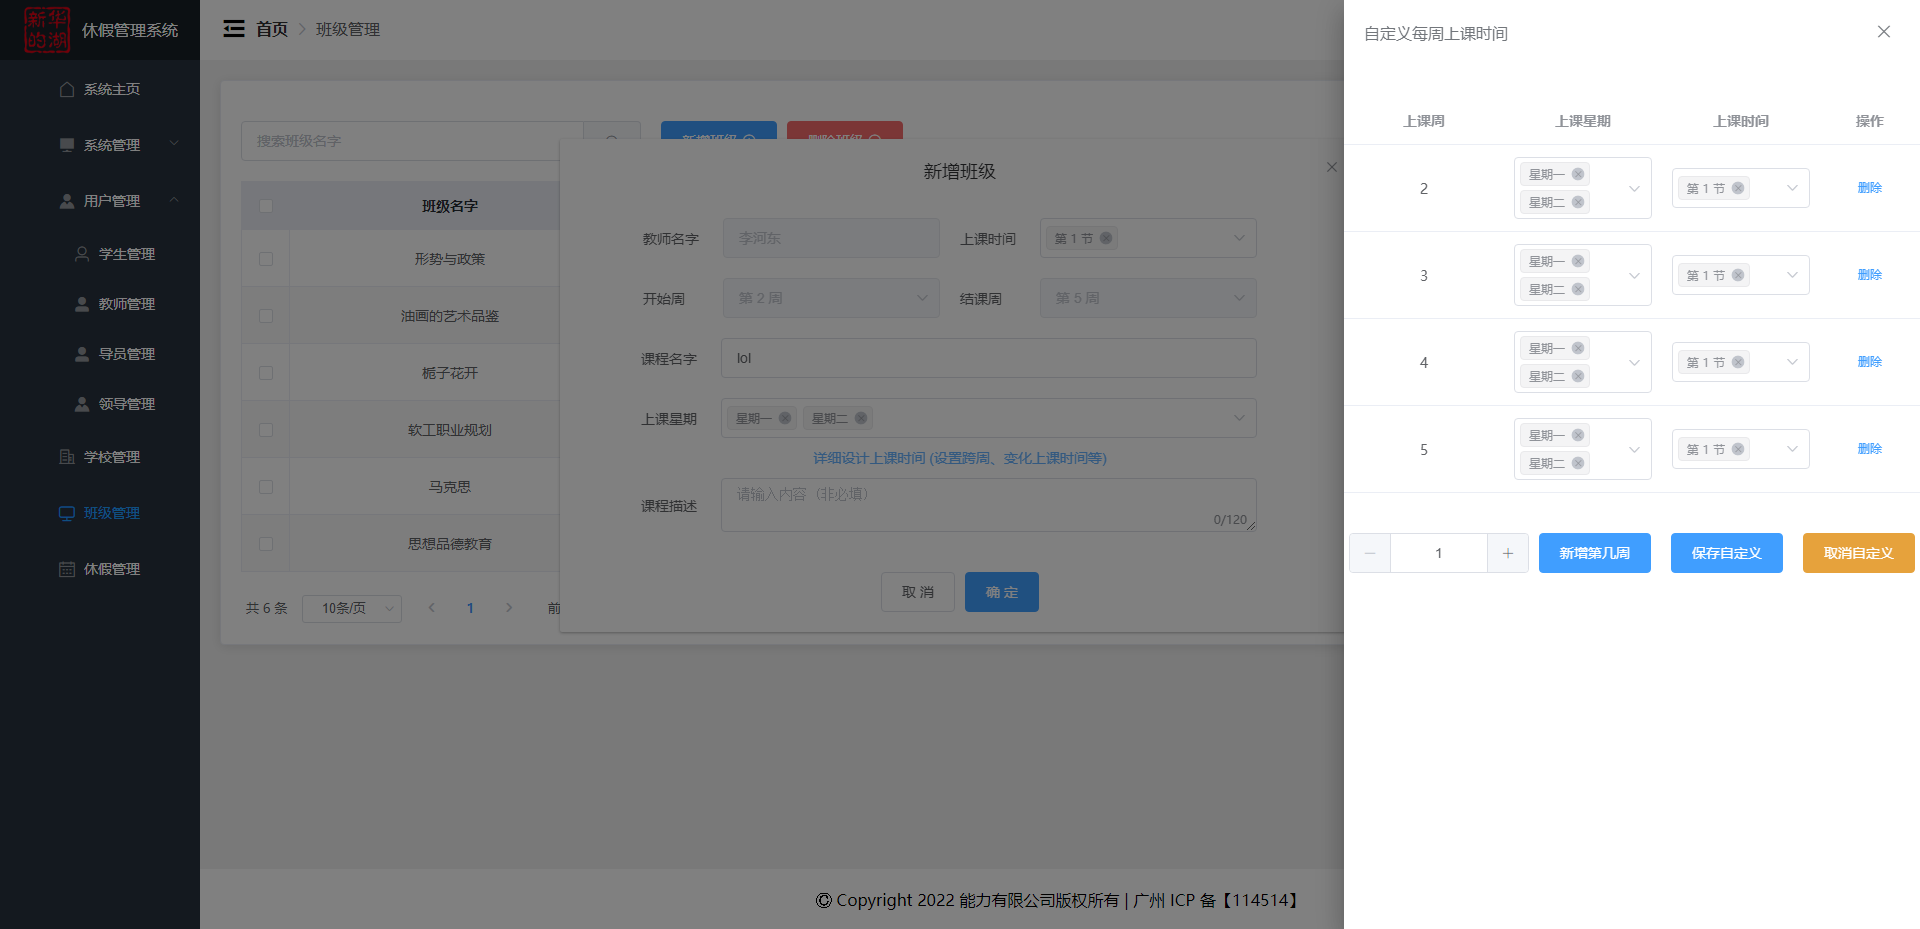 新华的湖
休假管理系统
系统主页
系统管理
用户管理
学生管理
教师管理
导员管理
领导管理
学校管理
班级管理
休假管理
首页 班级管理
搜索班级名字
新增班级 删除班级
班级名字
形势与政策
油画的艺术品鉴
栀子花开
软工职业规划
马克思
思想品德教育
共 6 条 10条/页 1 前
新增班级
教师名字 李河东 上课时间 第 1 节
开始周 第 2 周 结课周 第 5 周
课程名字 lol
上课星期 星期一 星期二
详细设计上课时间 (设置跨周、变化上课时间等)
课程描述 请输入内容（非必填）
0/120
取 消 确 定
© Copyright 2022 能力有限公司版权所有 | 广州 ICP 备【114514】
自定义每周上课时间
上课周 上课星期 上课时间 操作
2 星期一 星期二 第 1 节 删除
3 星期一 星期二 第 1 节 删除
4 星期一 星期二 第 1 节 删除
5 星期一 星期二 第 1 节 删除
1 新增第几周 保存自定义 取消自定义